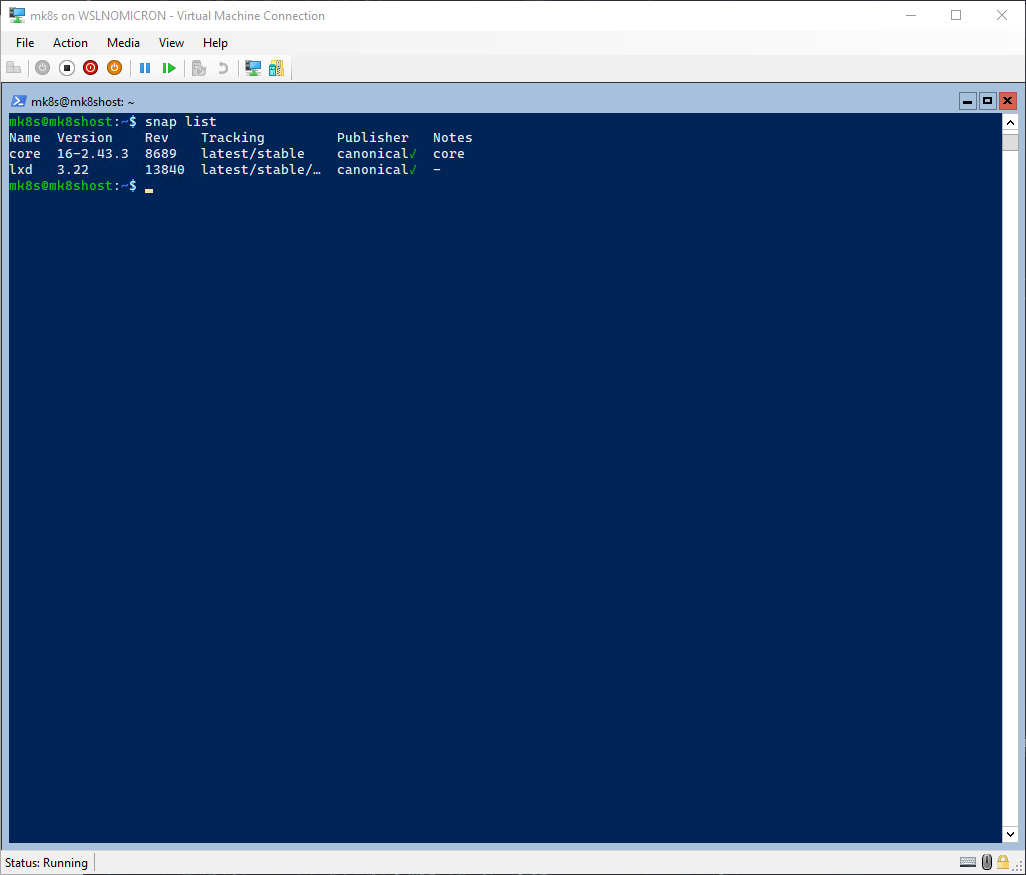 mk8s on WSLNOMICRON - Virtual Machine Connection
File Action Media View Help
mk8s@mk8shost: ~
mk8s@mk8shost:~$ snap list
Name Version Rev Tracking Publisher Notes
core 16-2.43.3 8689 latest/stable canonical✓ core
lxd 3.22 13840 latest/stable/… canonical✓ -
mk8s@mk8shost:~$
Status: Running